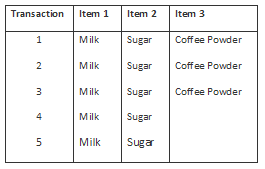 Transaction Item 1 Item 2 Item 3
1 Milk Sugar Coffee Powder
2 Milk Sugar Coffee Powder
3 Milk Sugar Coffee Powder
4 Milk Sugar
5 Milk Sugar